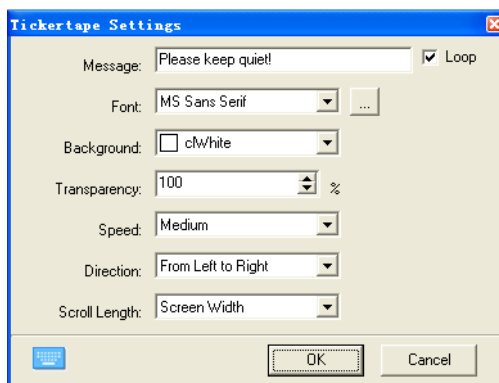 Tickertape Settings
Message: Please keep quiet! Loop
Font: MS Sans Serif ...
Background: clWhite
Transparency: 100 %
Speed: Medium
Direction: From Left to Right
Scroll Length: Screen Width
OK Cancel